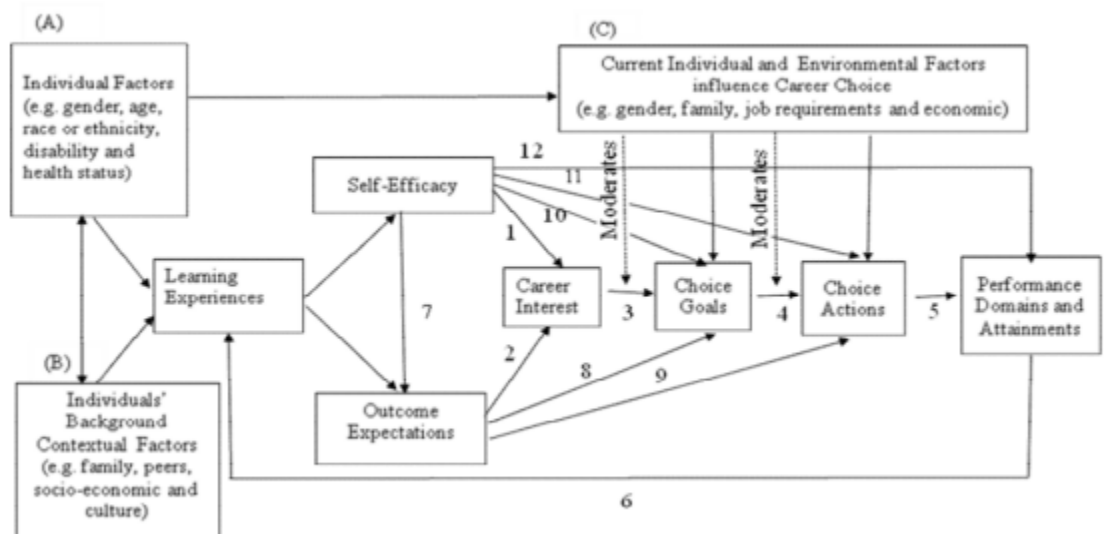 (A)
Individual Factors
(e.g. gender, age,
race or ethnicity,
disability and
health status)
(C)
Current Individual and Environmental Factors
influence Career Choice
(e.g. gender, family, job requirements and economic)
12
11
10
1
Moderates
Moderates
Self-Efficacy
Learning
Experiences
7
Career
Interest
3
Choice
Goals
4
Choice
Actions
5
Performance
Domains and
Attainments
2
8
9
(B)
Individuals'
Background
Contextual Factors
(e.g. family, peers,
socio-economic and
culture)
Outcome
Expectations
6